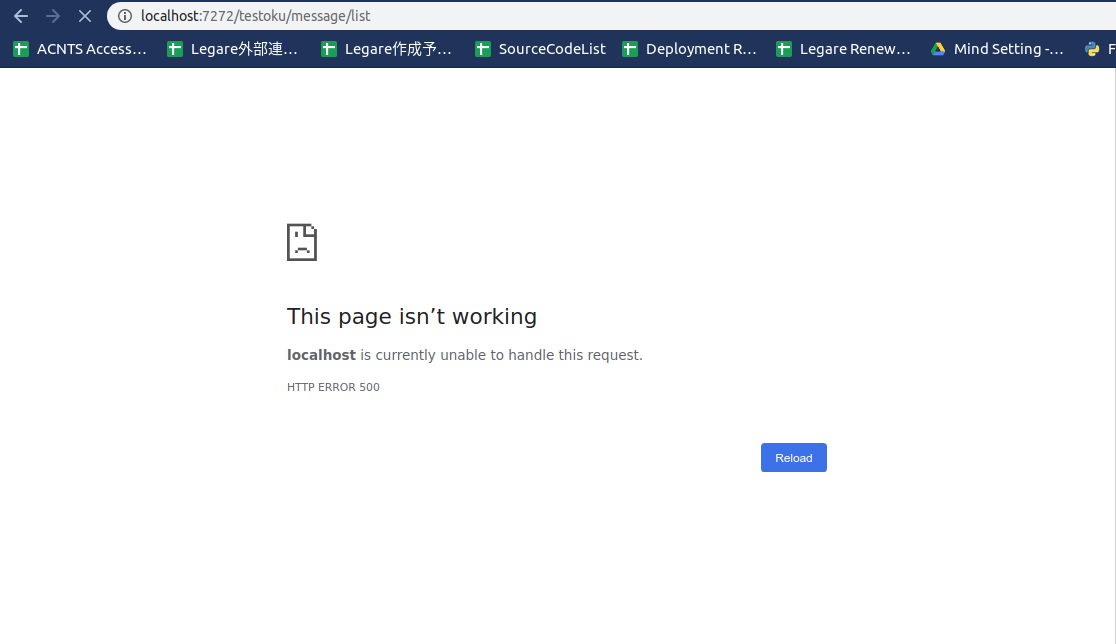 localhost:7272/testoku/message/list
ACNTS Access... Legare外部連... Legare作成予... SourceCodeList Deployment R... Legare Renew... Mind Setting -... F
This page isn’t working
localhost is currently unable to handle this request.
HTTP ERROR 500
Reload